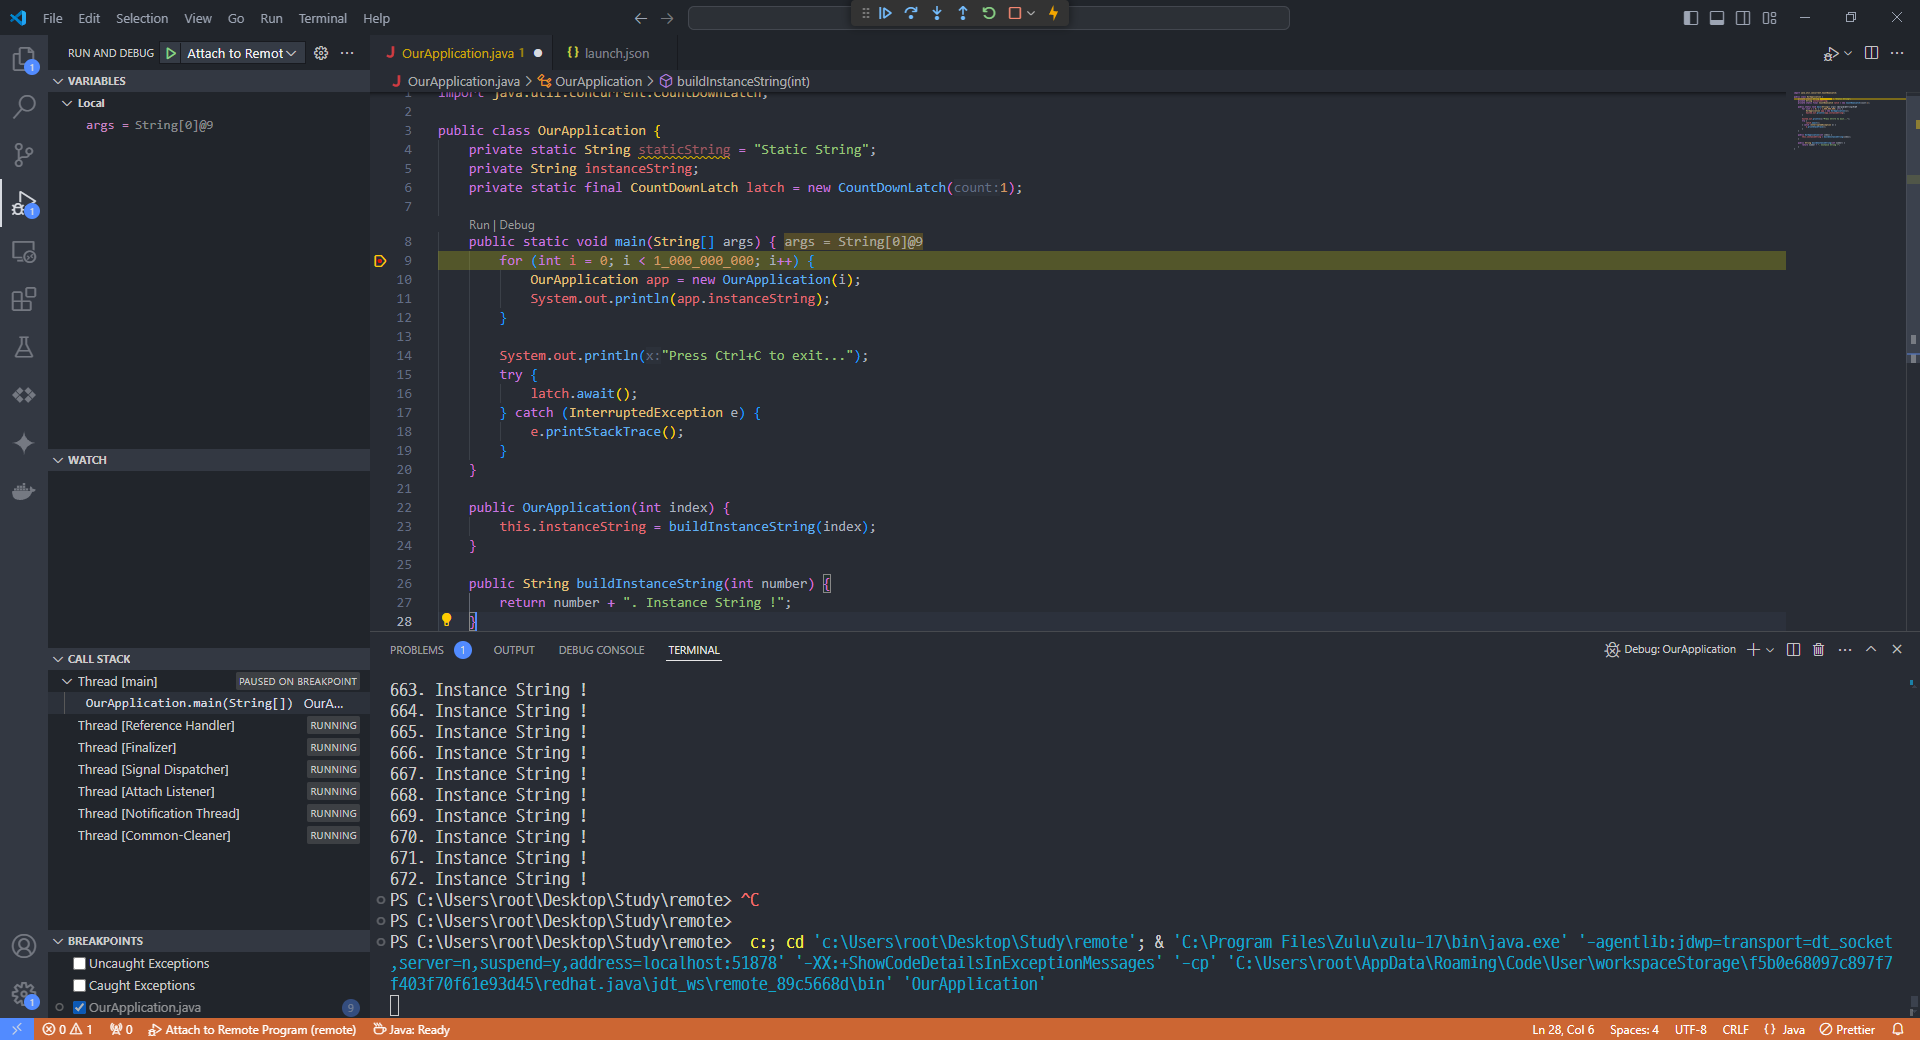 File Edit Selection View Go Run Terminal Help
RUN AND DEBUG Attach to Remot
VARIABLES
Local
args = String[0]@9
WATCH
CALL STACK
Thread [main] PAUSED ON BREAKPOINT
OurApplication.main(String[]) OurA...
Thread [Reference Handler] RUNNING
Thread [Finalizer] RUNNING
Thread [Signal Dispatcher] RUNNING
Thread [Attach Listener] RUNNING
Thread [Notification Thread] RUNNING
Thread [Common-Cleaner] RUNNING
BREAKPOINTS
Uncaught Exceptions
Caught Exceptions
OurApplication.java 9
J OurApplication.java 1 {} launch.json
J OurApplication.java > OurApplication > buildInstanceString(int)
1 import java.util.concurrent.CountDownLatch;
2
3 public class OurApplication {
4 private static String staticString = "Static String";
5 private String instanceString;
6 private static final CountDownLatch latch = new CountDownLatch(count:1);
7
Run | Debug
8 public static void main(String[] args) { args = String[0]@9
9 for (int i = 0; i < 1_000_000_000; i++) {
10 OurApplication app = new OurApplication(i);
11 System.out.println(app.instanceString);
12 }
13
14 System.out.println(x:"Press Ctrl+C to exit...");
15 try {
16 latch.await();
17 } catch (InterruptedException e) {
18 e.printStackTrace();
19 }
20 }
21
22 public OurApplication(int index) {
23 this.instanceString = buildInstanceString(index);
24 }
25
26 public String buildInstanceString(int number) {
27 return number + ". Instance String !";
28 }
PROBLEMS 1 OUTPUT DEBUG CONSOLE TERMINAL Debug: OurApplication
663. Instance String !
664. Instance String !
665. Instance String !
666. Instance String !
667. Instance String !
668. Instance String !
669. Instance String !
670. Instance String !
671. Instance String !
672. Instance String !
PS C:\Users\root\Desktop\Study\remote> ^C
PS C:\Users\root\Desktop\Study\remote>
PS C:\Users\root\Desktop\Study\remote> c:; cd 'c:\Users\root\Desktop\Study\remote'; & 'C:\Program Files\Zulu\zulu-17\bin\java.exe' '-agentlib:jdwp=transport=dt_socket
,server=n,suspend=y,address=localhost:51878' '-XX:+ShowCodeDetailsInExceptionMessages' '-cp' 'C:\Users\root\AppData\Roaming\Code\User\workspaceStorage\f5b0e68097c897f7
f403f70f61e93d45\redhat.java\jdt_ws\remote_89c5668d\bin' 'OurApplication'
0 1 0 Attach to Remote Program (remote) Java: Ready Ln 28, Col 6 Spaces: 4 UTF-8 CRLF {} Java Prettier